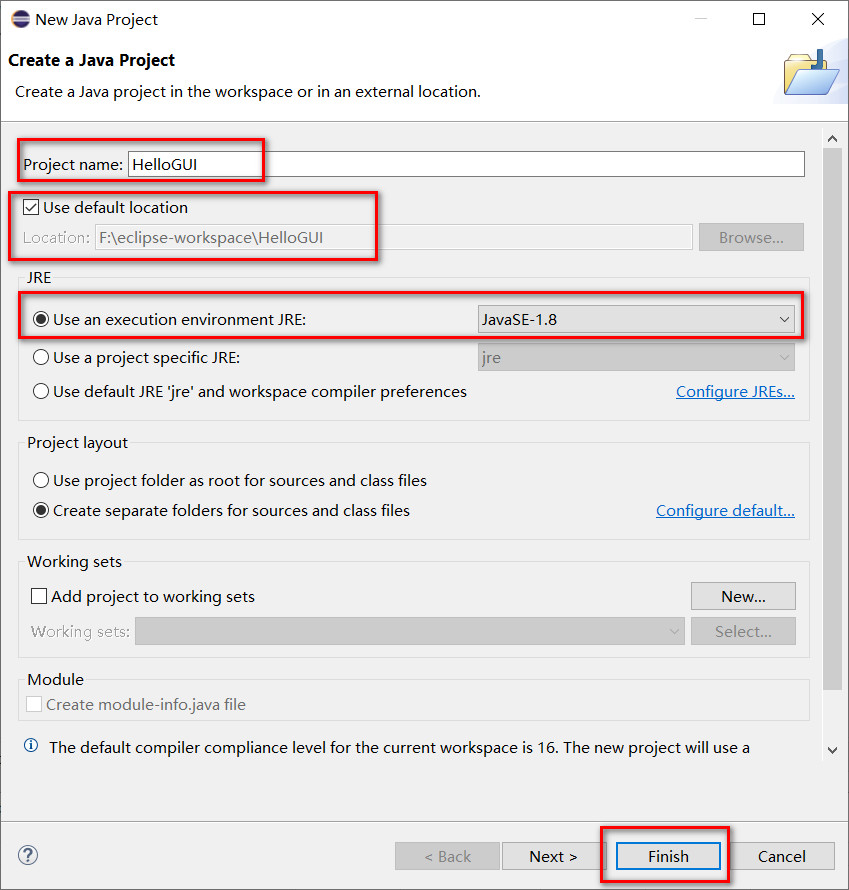 New Java Project
Create a Java Project
Create a Java project in the workspace or in an external location.
Project name: HelloGUI
Use default location
Location: F:\eclipse-workspace\HelloGUI Browse...
JRE
Use an execution environment JRE: JavaSE-1.8
Use a project specific JRE: jre
Use default JRE 'jre' and workspace compiler preferences Configure JREs...
Project layout
Use project folder as root for sources and class files
Create separate folders for sources and class files Configure default...
Working sets
Add project to working sets New...
Working sets: Select...
Module
Create module-info.java file
The default compiler compliance level for the current workspace is 16. The new project will use a
? < Back Next > Finish Cancel